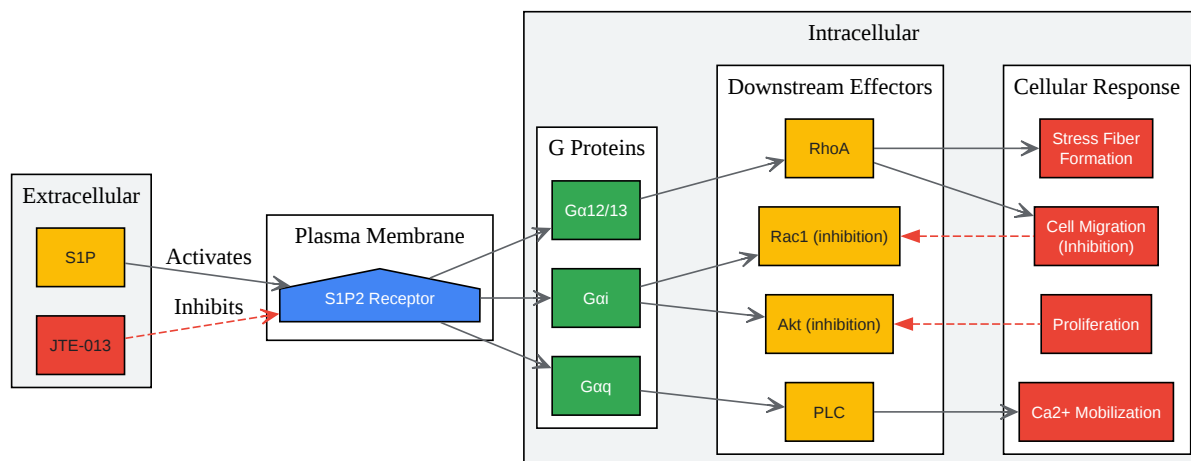 Intracellular
Downstream Effectors
Cellular Response
G Proteins
Extracellular
Plasma Membrane
S1P
JTE-013
Activates
Inhibits
S1P2 Receptor
Gα12/13
Gαi
Gαq
RhoA
Rac1 (inhibition)
Akt (inhibition)
PLC
Stress Fiber
Formation
Cell Migration
(Inhibition)
Proliferation
Ca2+ Mobilization